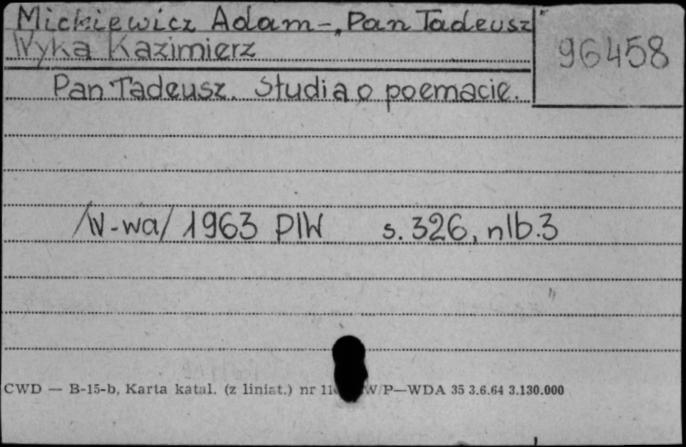 Mickiewicz Adam - „Pan Tadeusz"
96458
Wyka Kazimierz
Pan Tadeusz. Studia o poemacie.
/W-wa/ 1963 PIW s. 326, nlb.3
CWD — B-15-b, Karta katal. (z liniat.) nr P—WDA 35 3.6.64 3.130.000